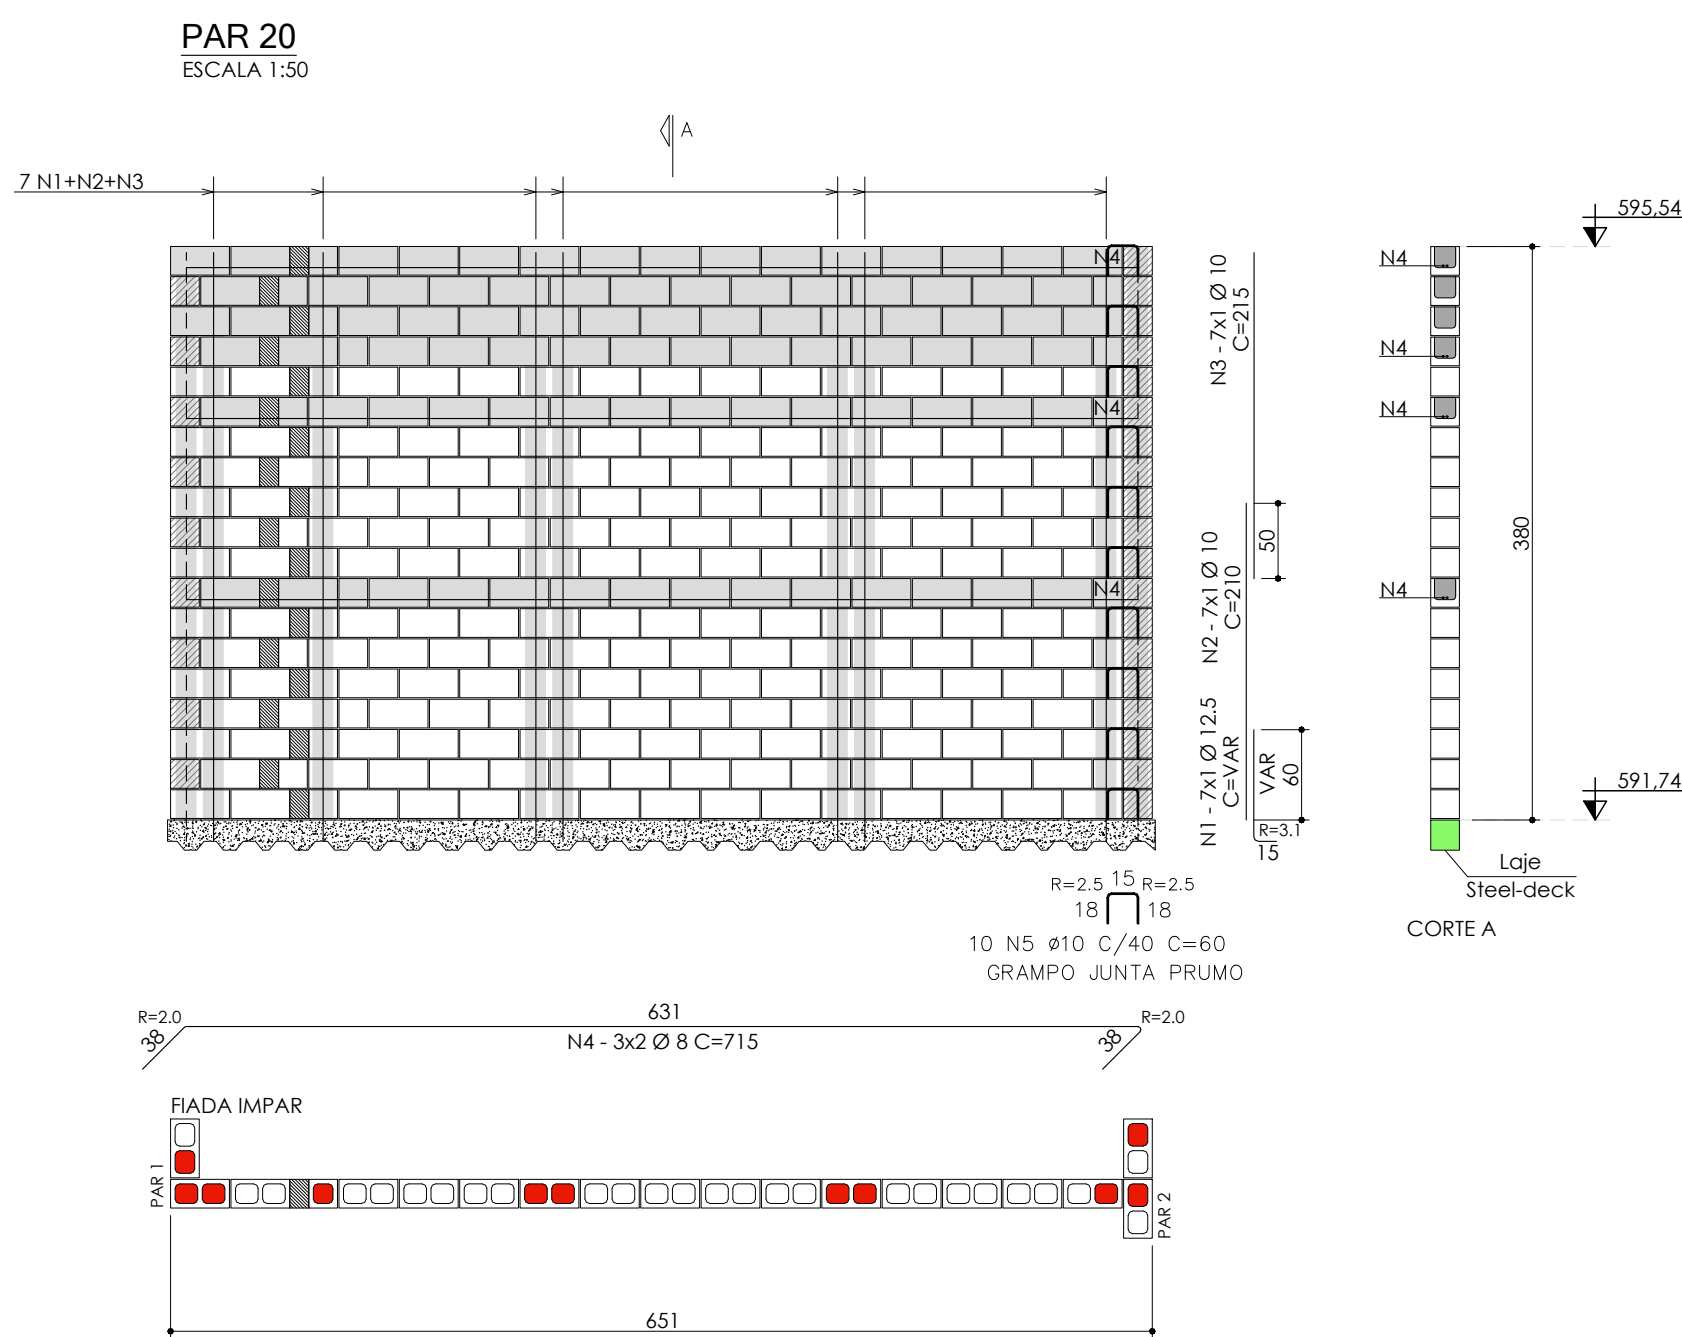 PAR 20
ESCALA 1:50
A
7 N1+N2+N3
595,54
N4
N4
N4
N3 - 7x1 Ø 10
C=215
N4
N4
N4
N4
50
380
N2 - 7x1 Ø 10
C=210
N1 - 7x1 Ø 12.5
C=VAR
VAR
60
R=3.1
15
591,74
Laje
Steel-deck
CORTE A
R=2.5 15 R=2.5
18 18
10 N5 ø10 C/40 C=60
GRAMPO JUNTA PRUMO
R=2.0 631 R=2.0
38 N4 - 3x2 Ø 8 C=715 38
FIADA IMPAR
PAR 1
PAR 2
651